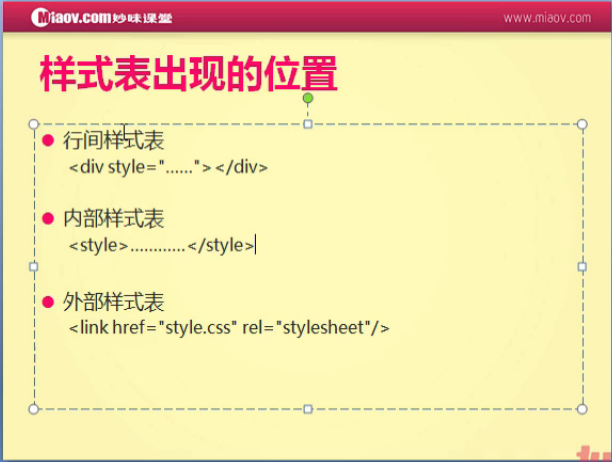 Miaov.com妙味课堂
www.miaov.com
样式表出现的位置
行间样式表
<div style="......"></div>
内部样式表
<style>............</style>
外部样式表
<link href="style.css" rel="stylesheet"/>